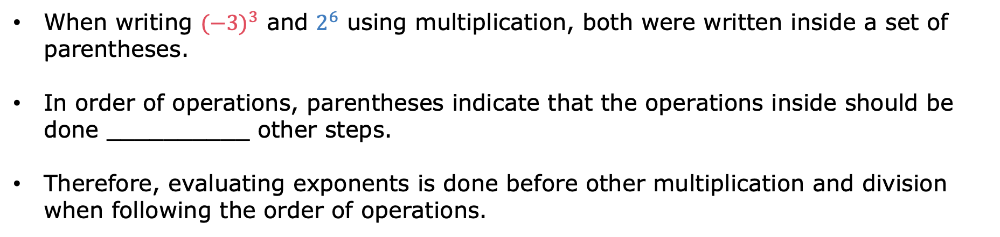 • When writing (−3)³ and 2⁶ using multiplication, both were written inside a set of
parentheses.
• In order of operations, parentheses indicate that the operations inside should be
done __________ other steps.
• Therefore, evaluating exponents is done before other multiplication and division
when following the order of operations.